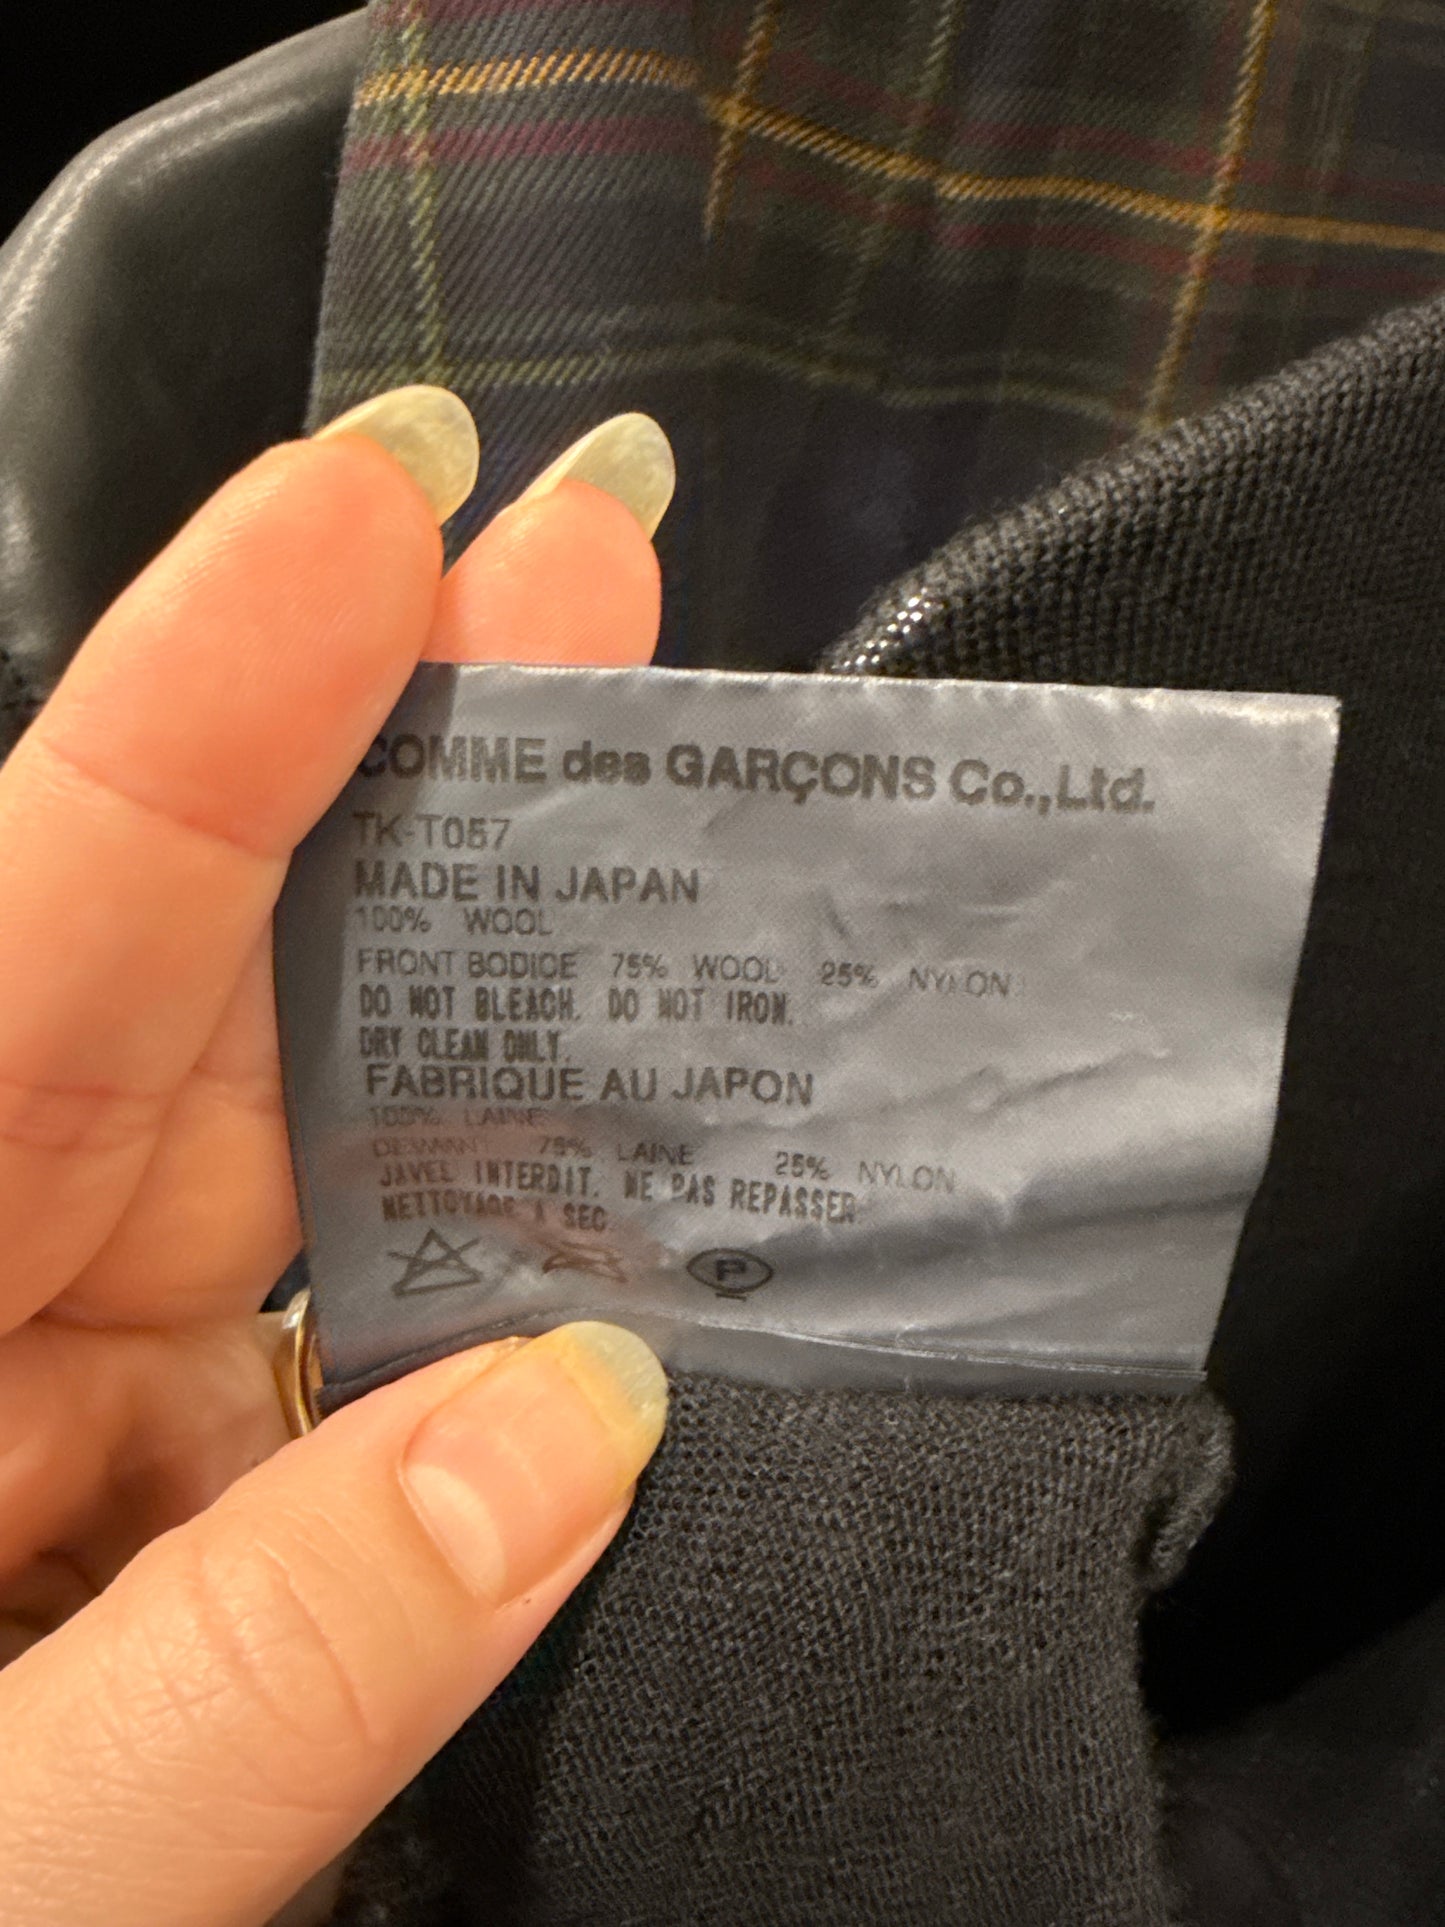 COMME des GARÇONS Co.,Ltd.
TK-T057
MADE IN JAPAN
100% WOOL
FRONT BODICE 75% WOOL 25% NYLON
DO NOT BLEACH. DO NOT IRON.
DRY CLEAN ONLY.
FABRIQUE AU JAPON
100% LAINE
DEVANT 75% LAINE 25% NYLON
JAVEL INTERDIT. NE PAS REPASSER
NETTOYAGE A SEC
P